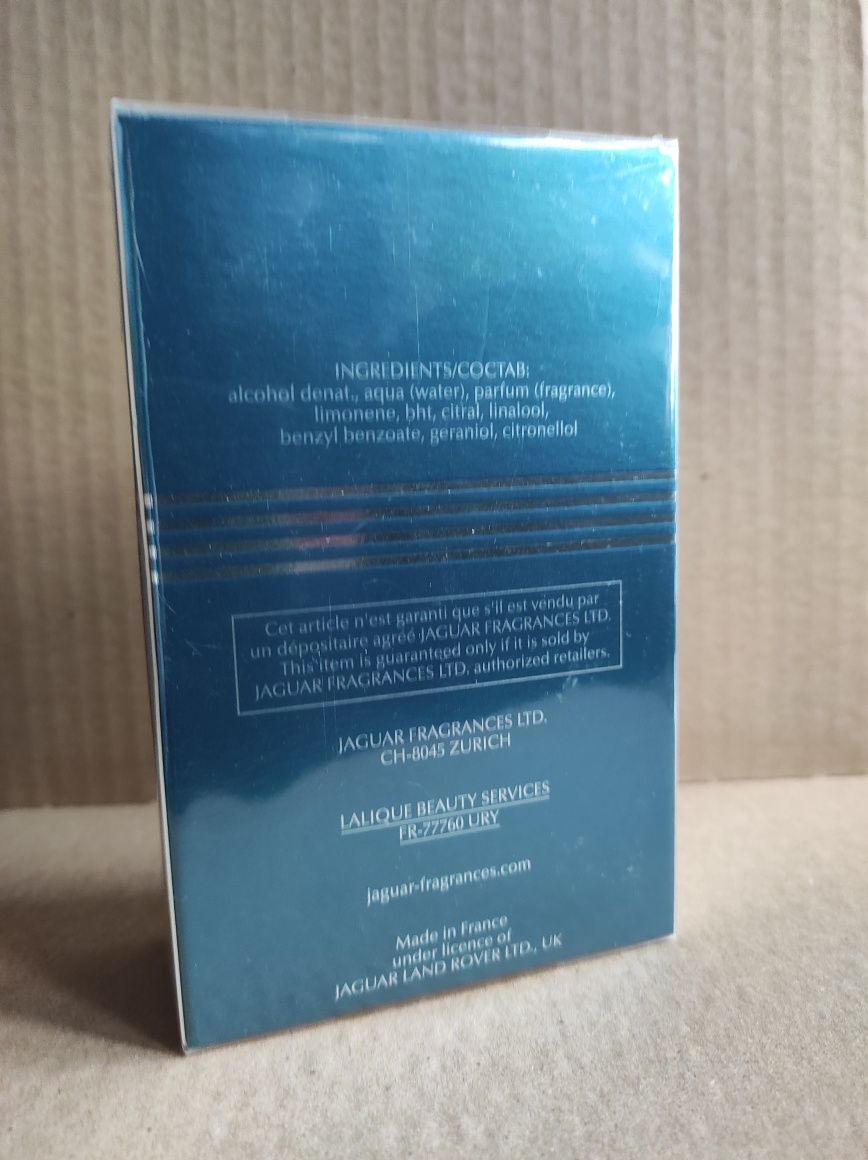 INGREDIENTS/СОСТАВ:
alcohol denat., aqua (water), parfum (fragrance),
limonene, bht, citral, linalool,
benzyl benzoate, geraniol, citronellol
Cet article n'est garanti que s'il est vendu par
un dépositaire agréé JAGUAR FRAGRANCES LTD.
This item is guaranteed only if it is sold by
JAGUAR FRAGRANCES LTD. authorized retailers.
JAGUAR FRAGRANCES LTD.
CH-8045 ZURICH
LALIQUE BEAUTY SERVICES
FR-77760 URY
jaguar-fragrances.com
Made in France
under licence of
JAGUAR LAND ROVER LTD., UK